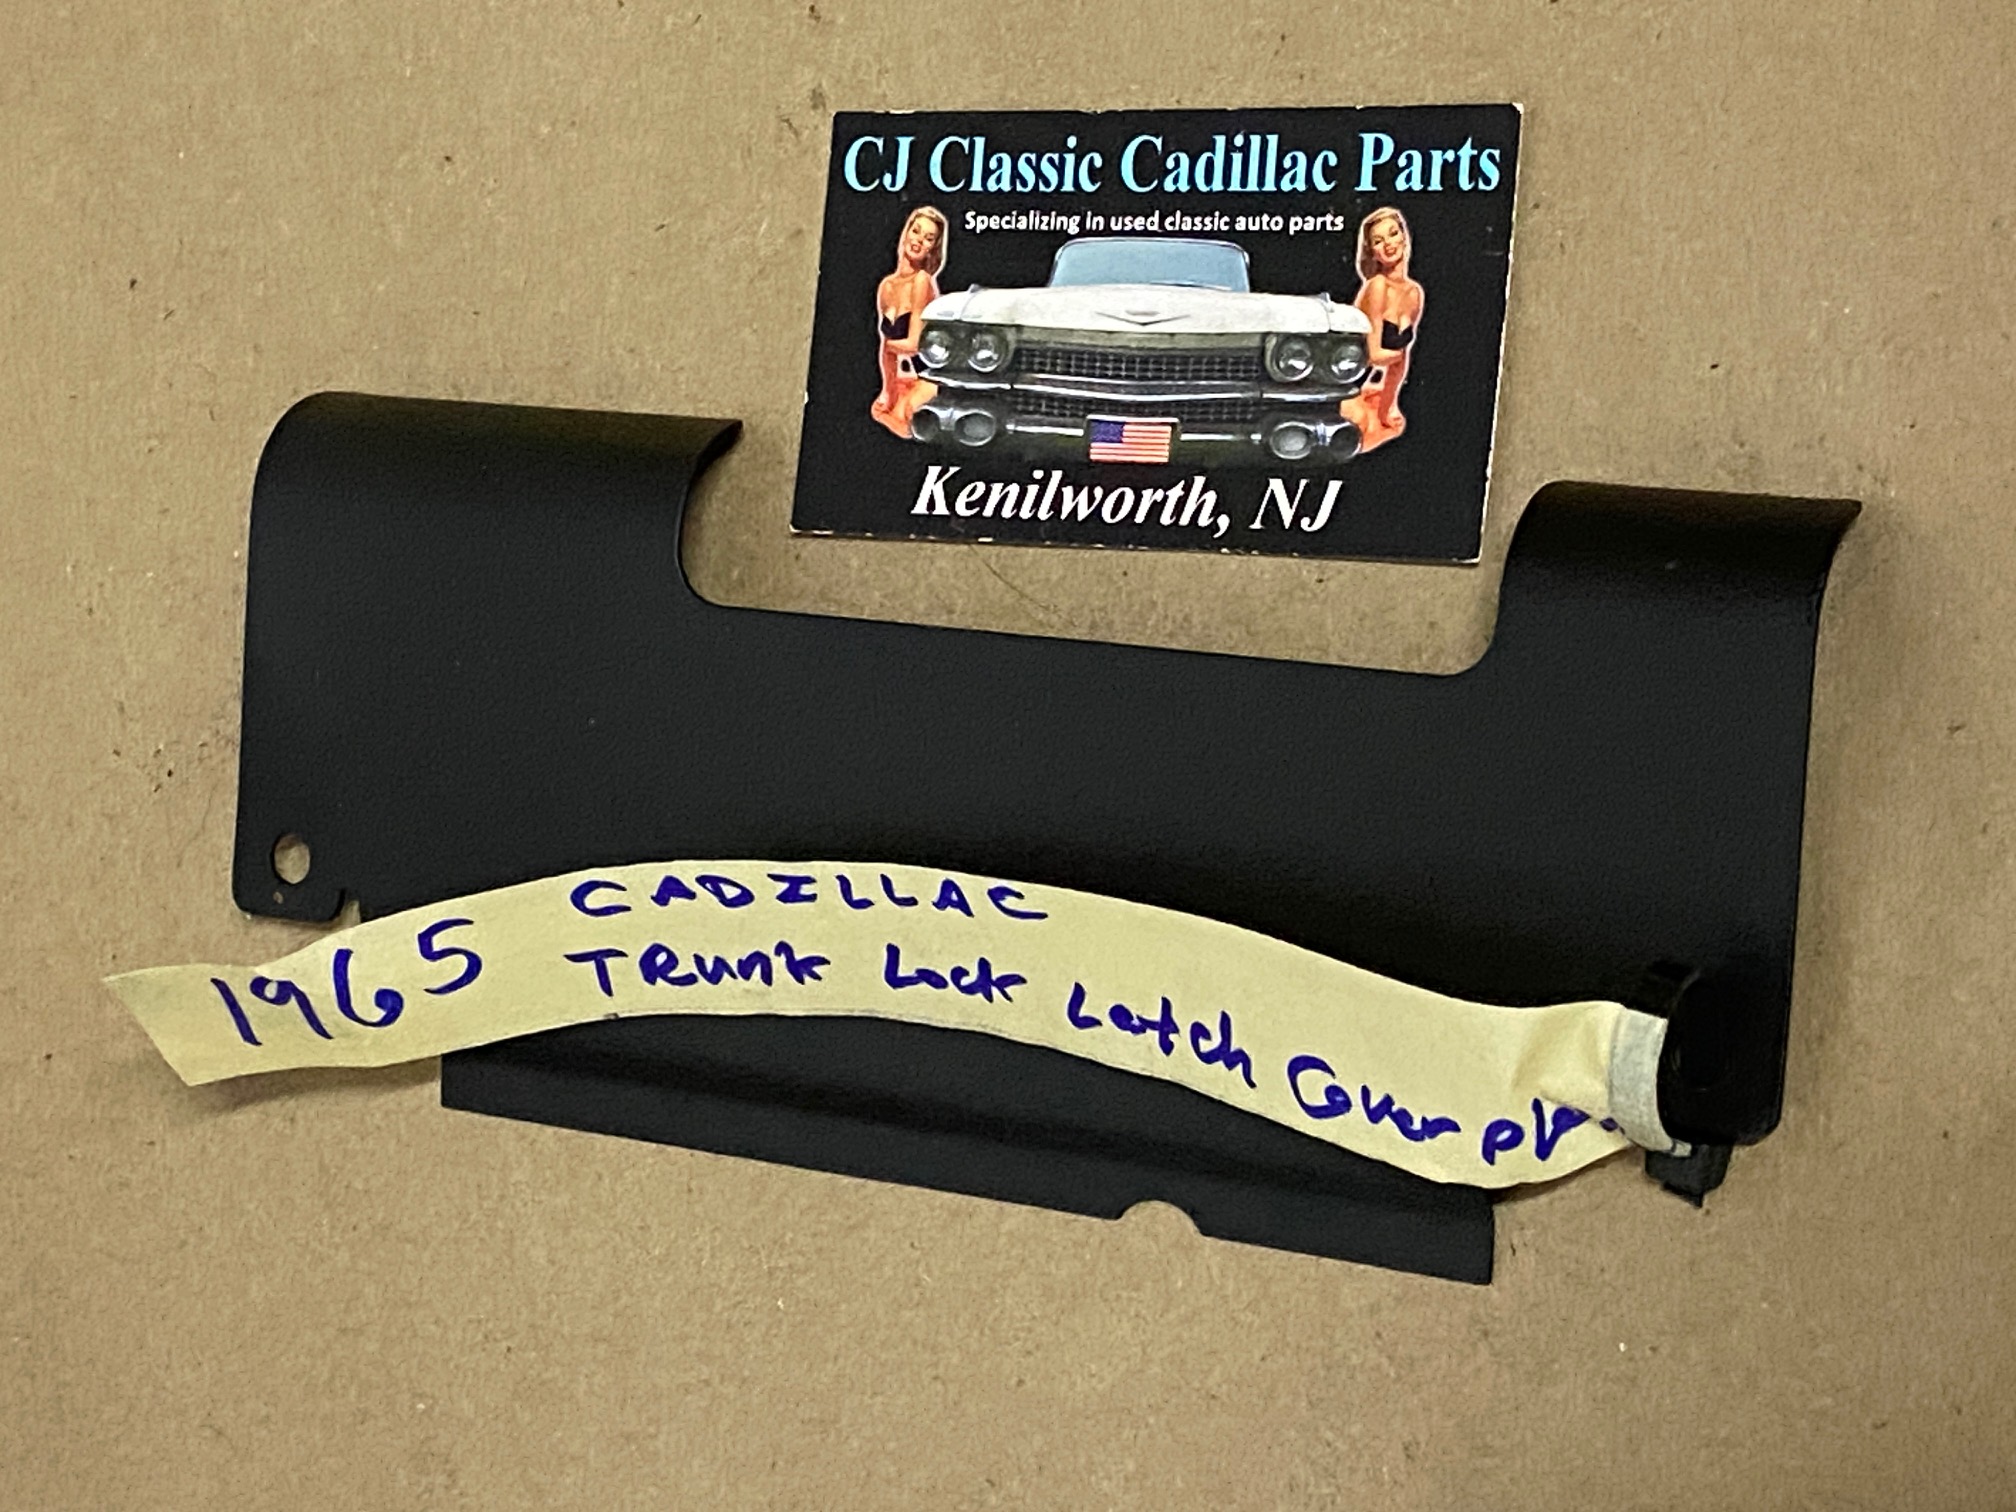 CJ Classic Cadillac Parts
Specializing in used classic auto parts
Kenilworth, NJ
1965 CADILLAC
TRunk Lock Latch Cover